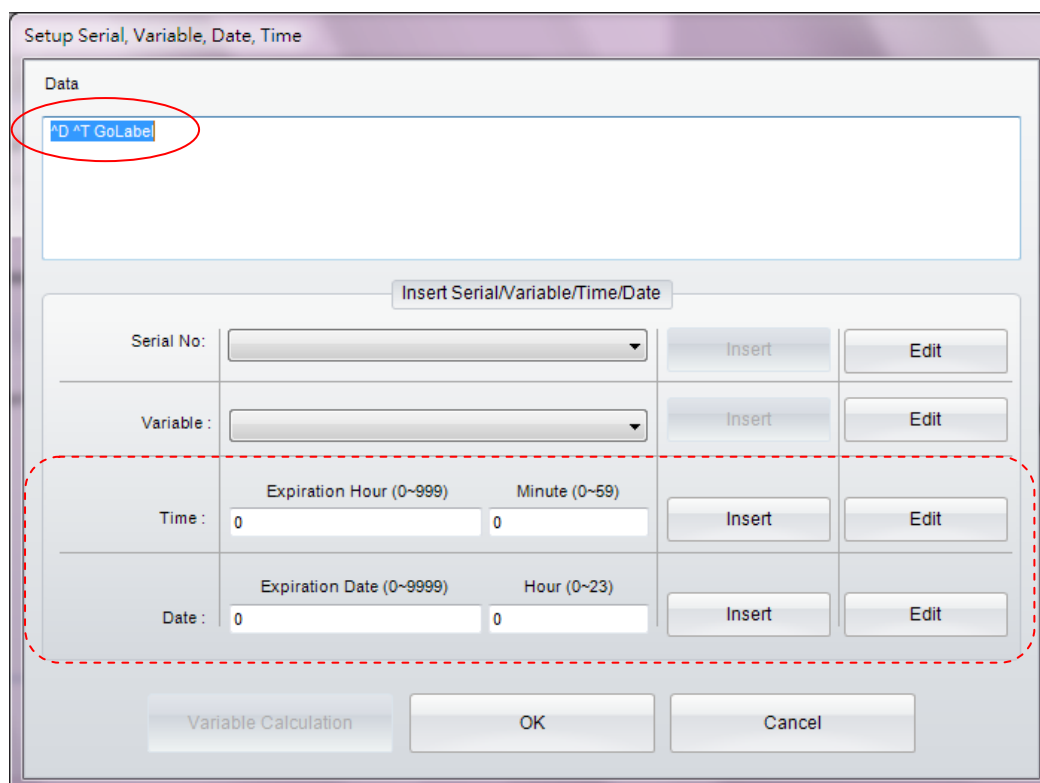 Setup Serial, Variable, Date, Time
Data
^D ^T GoLabel
Insert Serial/Variable/Time/Date
Serial No: Insert Edit
Variable : Insert Edit
Expiration Hour (0~999) Minute (0~59)
Time : 0 0 Insert Edit
Expiration Date (0~9999) Hour (0~23)
Date : 0 0 Insert Edit
Variable Calculation OK Cancel